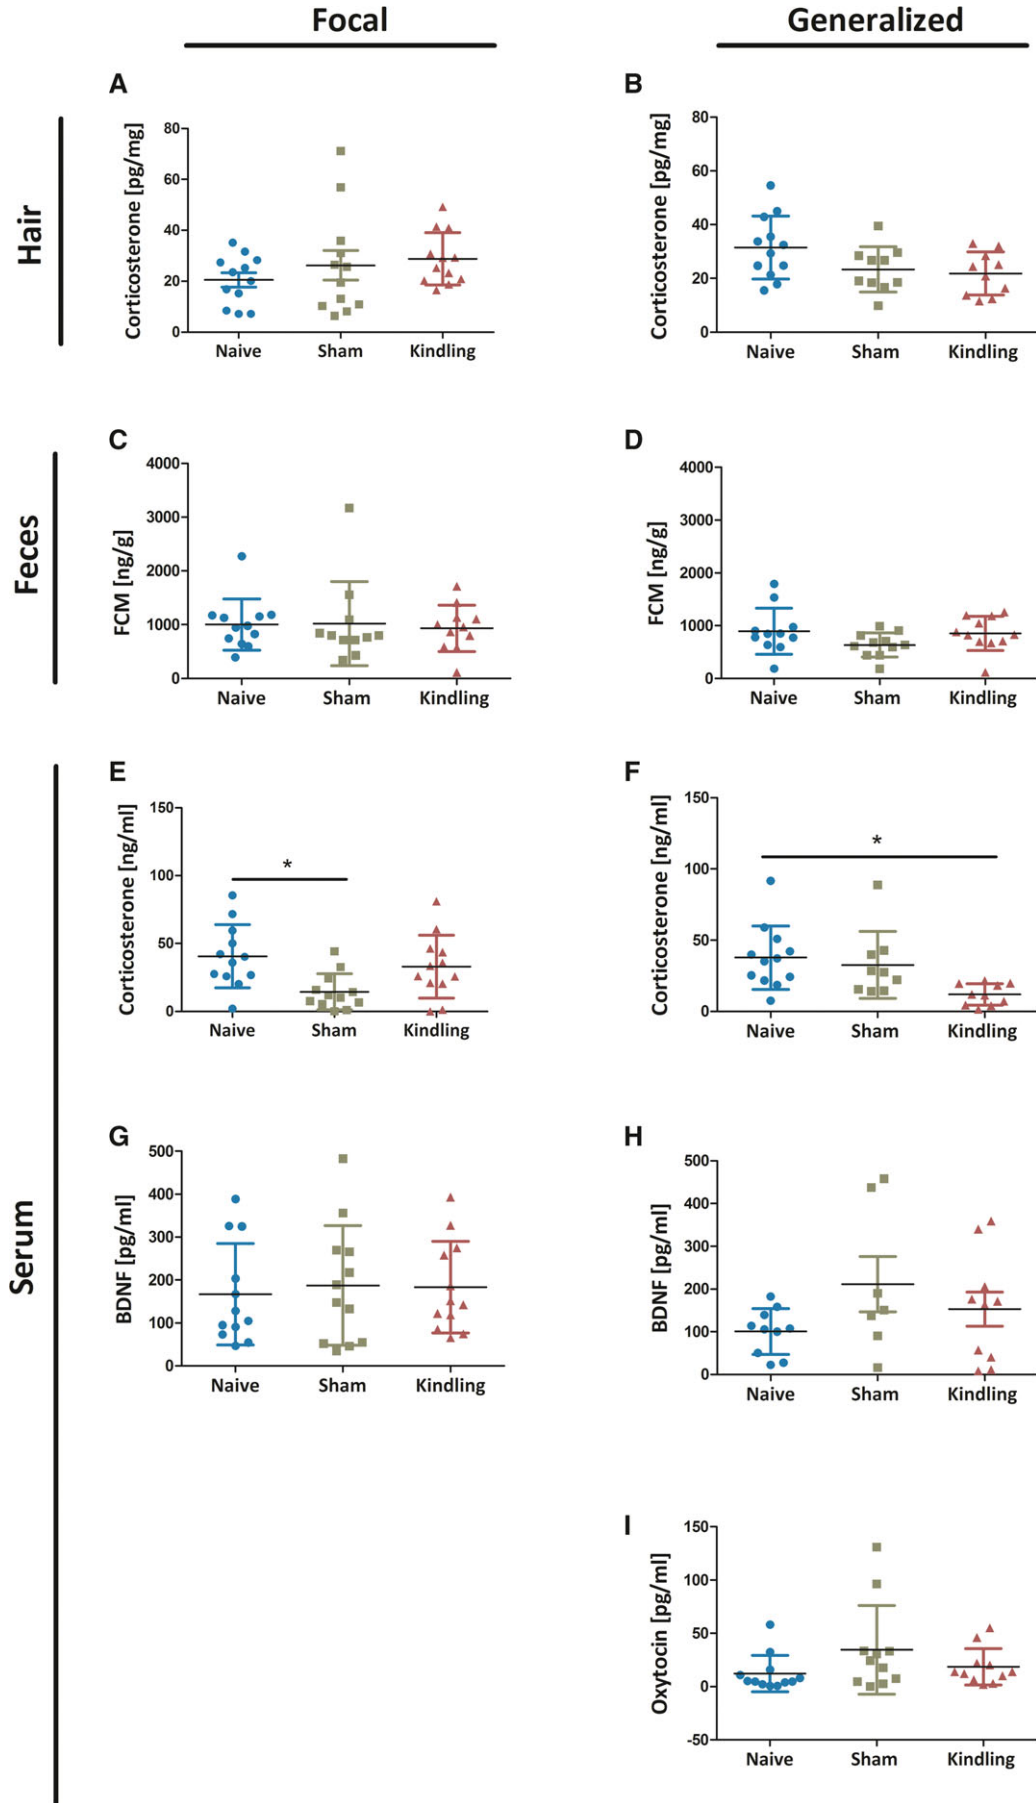 Focal
Generalized
Hair
A
Corticosterone [pg/mg]
80
60
40
20
0
Naive Sham Kindling
B
Corticosterone [pg/mg]
80
60
40
20
0
Naive Sham Kindling
Feces
C
FCM [ng/g]
4000
3000
2000
1000
0
Naive Sham Kindling
D
FCM [ng/g]
4000
3000
2000
1000
0
Naive Sham Kindling
Serum
E
Corticosterone [ng/ml]
150
100
50
0
*
Naive Sham Kindling
F
Corticosterone [ng/ml]
150
100
50
0
*
Naive Sham Kindling
G
BDNF [pg/ml]
500
400
300
200
100
0
Naive Sham Kindling
H
BDNF [pg/ml]
500
400
300
200
100
0
Naive Sham Kindling
I
Oxytocin [pg/ml]
150
100
50
0
-50
Naive Sham Kindling